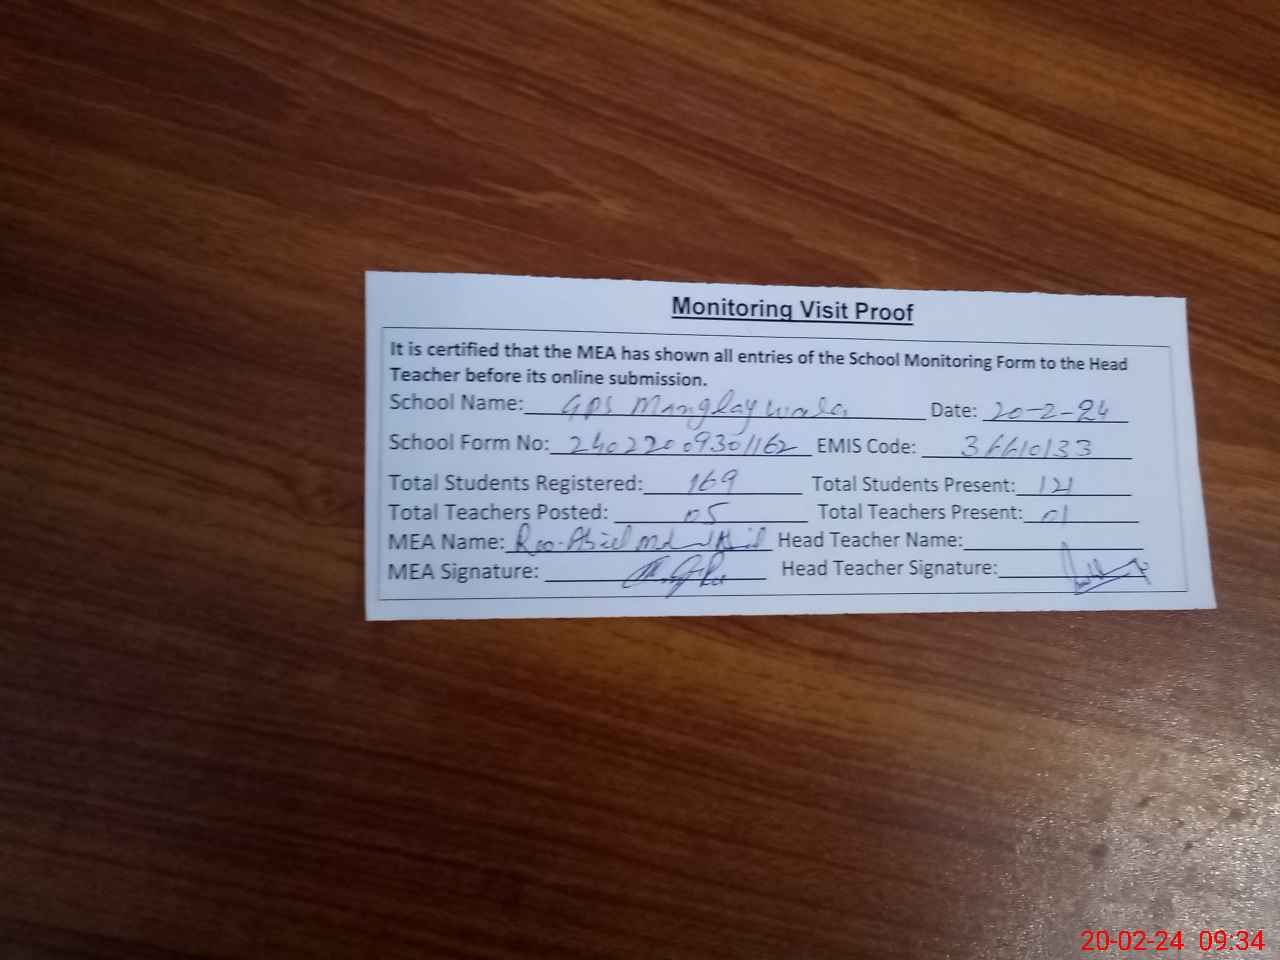 Monitoring Visit Proof
It is certified that the MEA has shown all entries of the School Monitoring Form to the Head
Teacher before its online submission.
School Name: GPS Manglay wala Date: 20-2-24
School Form No: 24022009301162 EMIS Code: 36610133
Total Students Registered: 169 Total Students Present: 121
Total Teachers Posted: 05 Total Teachers Present: 01
MEA Name: Rao Head Teacher Name:
MEA Signature: Head Teacher Signature:
20-02-24 09:34